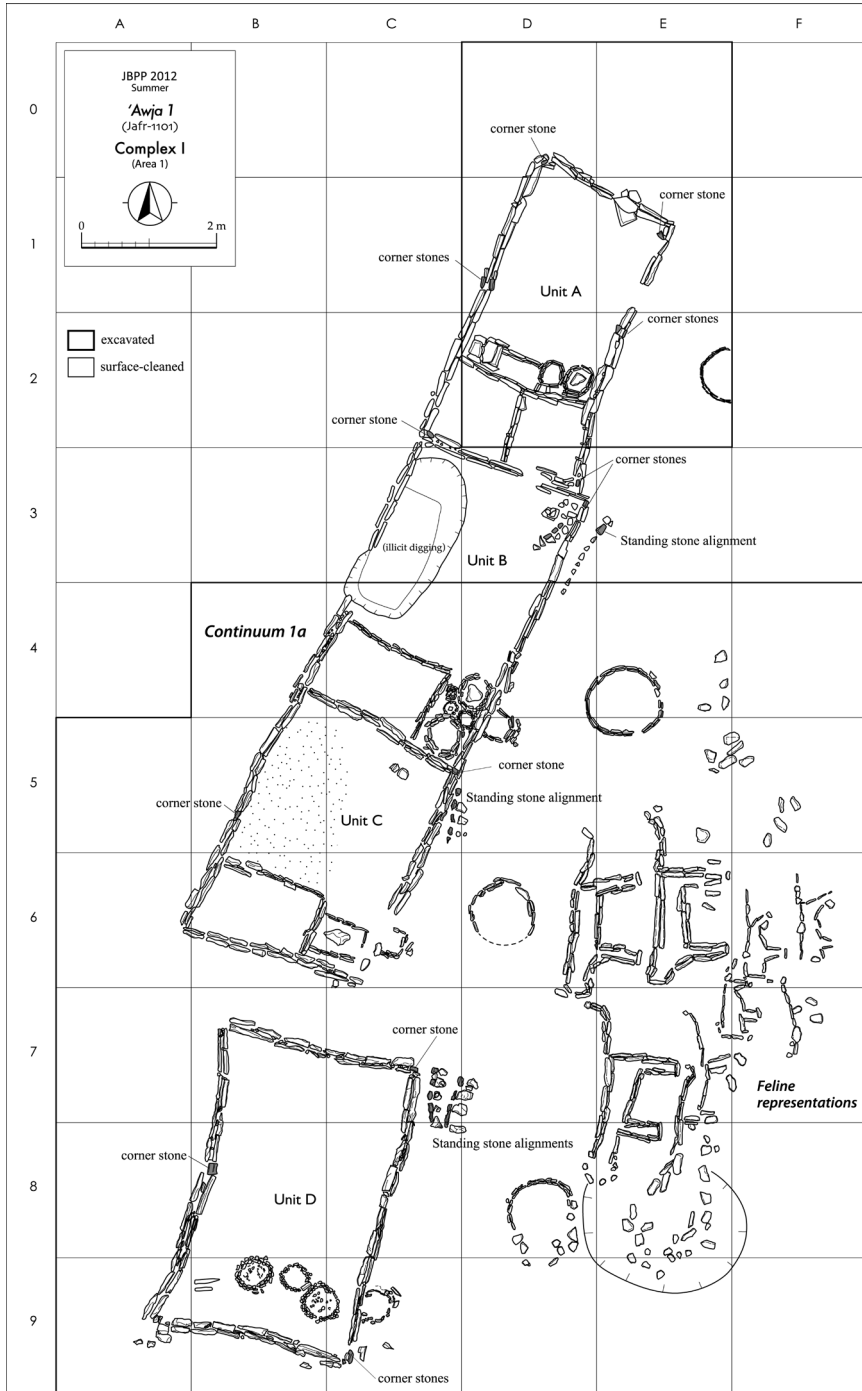 A B C D E F
0
JBPP 2012
Summer
'Awja 1
(Jafr-1101)
Complex I
(Area 1)
0 2 m
corner stone
corner stone
1
corner stones
Unit A
corner stones
excavated
surface-cleaned
2
corner stone
corner stones
3
Standing stone alignment
(illicit digging)
Unit B
Continuum 1a
4
corner stone
5
Standing stone alignment
corner stone
Unit C
6
corner stone
7
Feline
representations
Standing stone alignments
corner stone
8
Unit D
9
corner stones